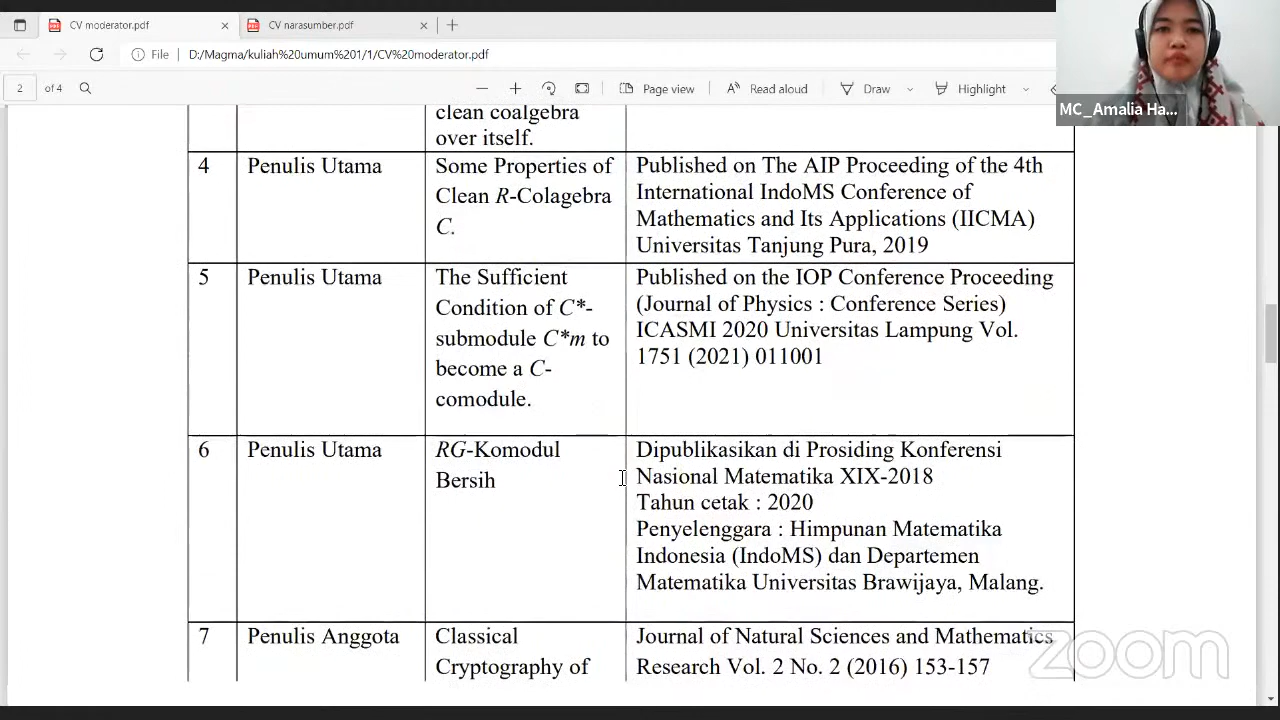 CV moderator.pdf
CV narasumber.pdf
File
D:/Magma/kuliah%20umum%201/1/CV%20moderator.pdf
2 of 4
Page view
Read aloud
Draw
Highlight
MC_Amalia Ha...
clean coalgebra
over itself.
4
Penulis Utama
Some Properties of
Clean R-Colagebra
C.
Published on The AIP Proceeding of the 4th
International IndoMS Conference of
Mathematics and Its Applications (IICMA)
Universitas Tanjung Pura, 2019
5
Penulis Utama
The Sufficient
Condition of C*-
submodule C*m to
become a C-
comodule.
Published on the IOP Conference Proceeding
(Journal of Physics : Conference Series)
ICASMI 2020 Universitas Lampung Vol.
1751 (2021) 011001
6
Penulis Utama
RG-Komodul
Bersih
Dipublikasikan di Prosiding Konferensi
Nasional Matematika XIX-2018
Tahun cetak : 2020
Penyelenggara : Himpunan Matematika
Indonesia (IndoMS) dan Departemen
Matematika Universitas Brawijaya, Malang.
7
Penulis Anggota
Classical
Cryptography of
Journal of Natural Sciences and Mathematics
Research Vol. 2 No. 2 (2016) 153-157
zoom